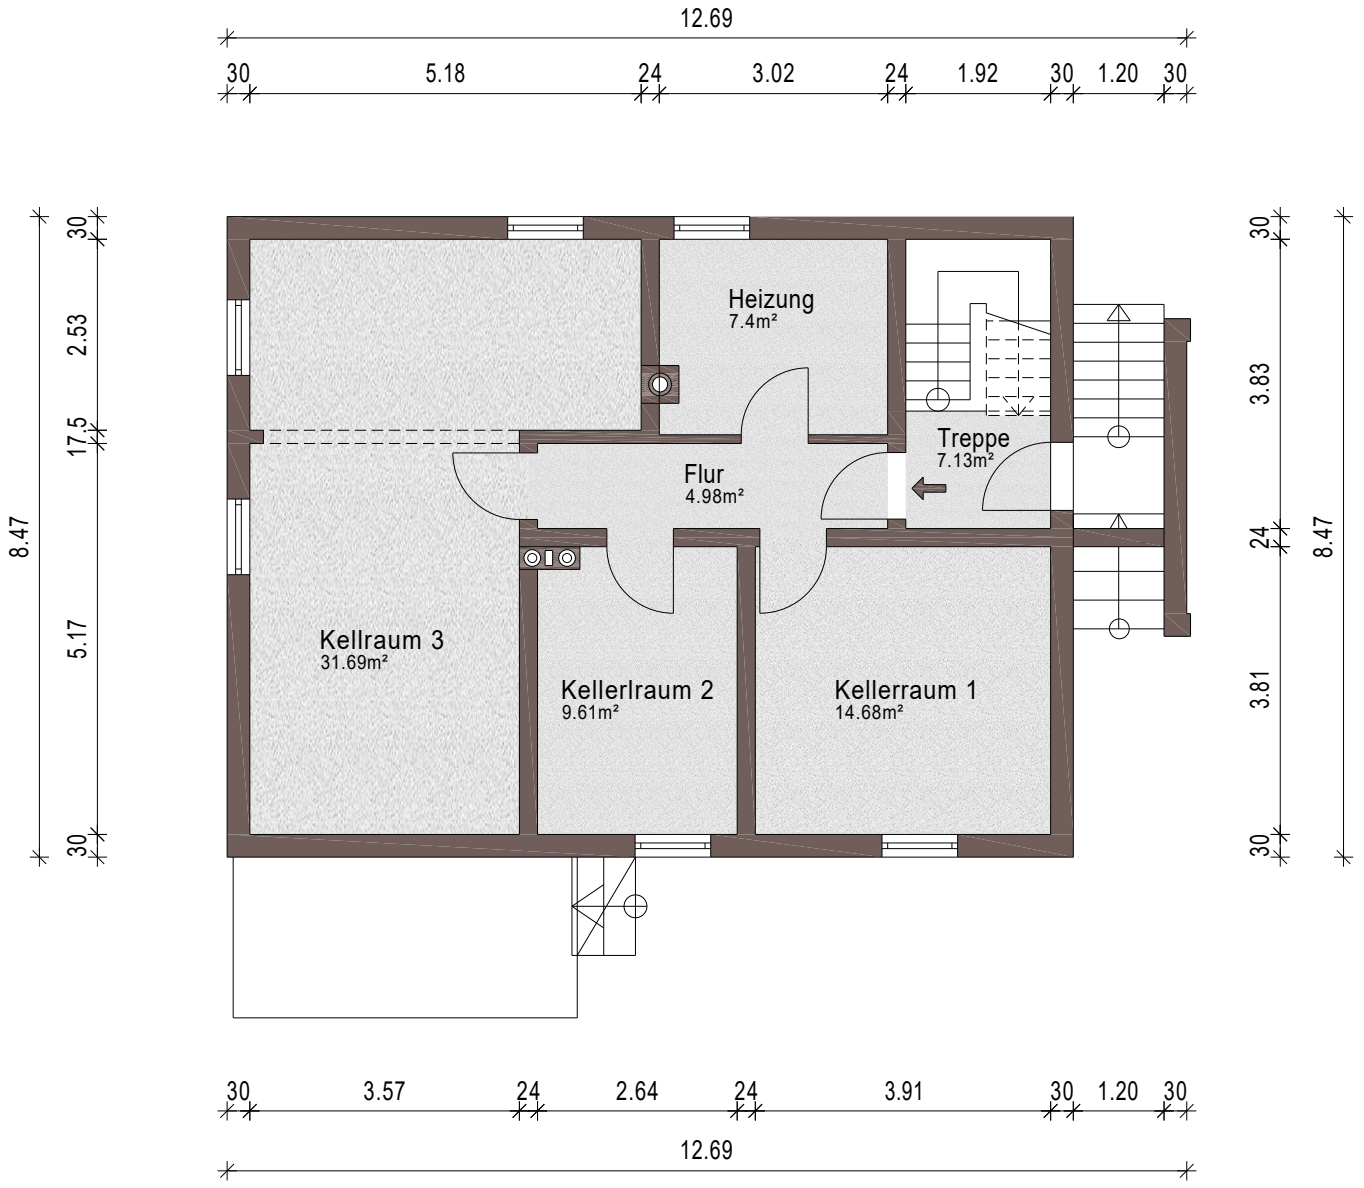 12.69
30 5.18 24 3.02 24 1.92 30 1.20 30
30
2.53
17.5
5.17
30
8.47
Heizung
7.4m²
Treppe
7.13m²
Flur
4.98m²
Kellraum 3
31.69m²
Kellerlraum 2
9.61m²
Kellerraum 1
14.68m²
30
3.83
24
3.81
30
8.47
30 3.57 24 2.64 24 3.91 30 1.20 30
12.69